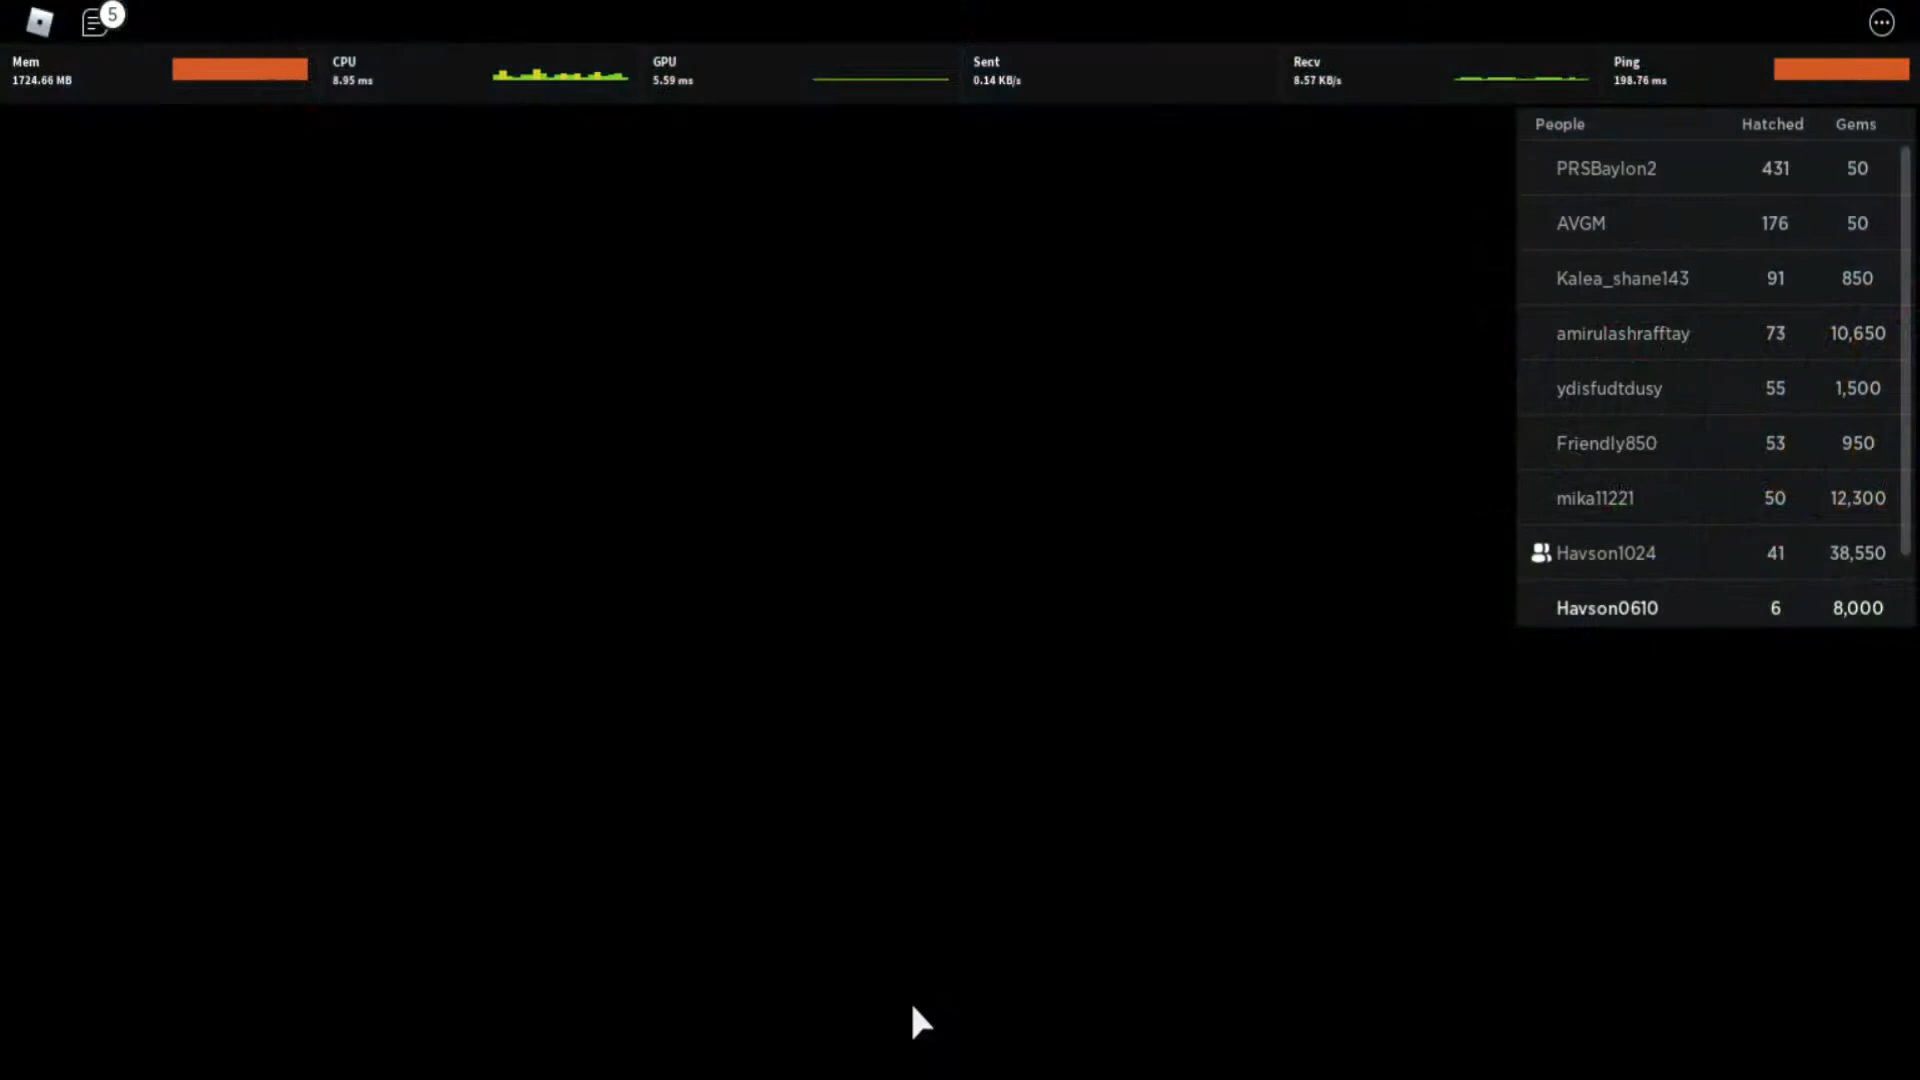 5
Mem CPU GPU Sent Recv Ping
1724.66 MB 8.95 ms 5.59 ms 0.14 KB/s 8.57 KB/s 198.76 ms
People Hatched Gems
PRSBaylon2 431 50
AVGM 176 50
Kalea_shane143 91 850
amirulashrafftay 73 10,650
ydisfudtdusy 55 1,500
Friendly850 53 950
mika11221 50 12,300
Havson1024 41 38,550
Havson0610 6 8,000